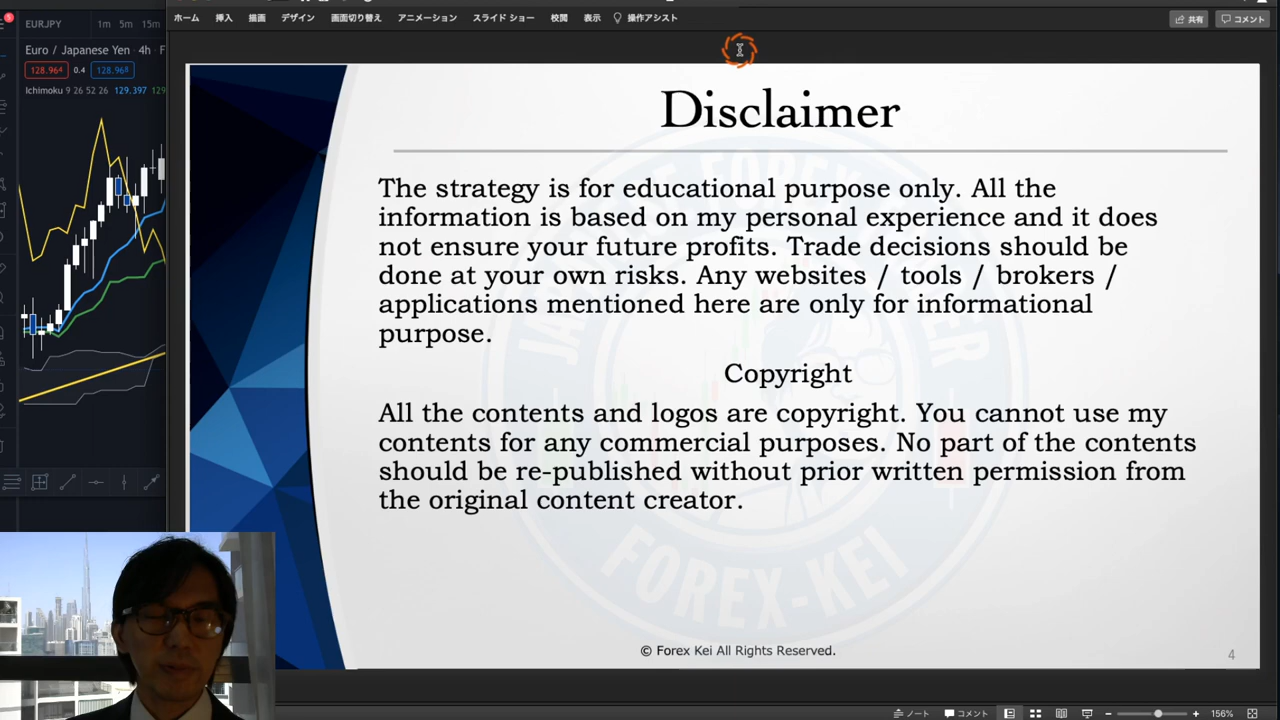 5
EURJPY 1m 5m 15m
Euro / Japanese Yen · 4h · F
128.964 0.4 128.968
Ichimoku 9 26 52 26 129.397 129
ホーム 挿入 描画 デザイン 画面切り替え アニメーション スライド ショー 校閲 表示 操作アシスト 共有 コメント
Disclaimer
The strategy is for educational purpose only. All the
information is based on my personal experience and it does
not ensure your future profits. Trade decisions should be
done at your own risks. Any websites / tools / brokers /
applications mentioned here are only for informational
purpose.
Copyright
All the contents and logos are copyright. You cannot use my
contents for any commercial purposes. No part of the contents
should be re-published without prior written permission from
the original content creator.
FOREX-KEI
© Forex Kei All Rights Reserved.
4
ノート コメント 156%